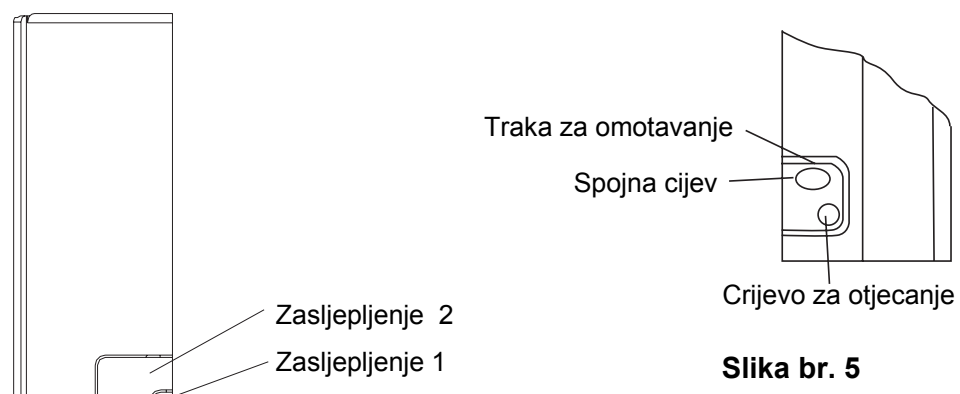 Traka za omotavanje
Spojna cijev
Crijevo za otjecanje
Zasljepljenje 2
Zasljepljenje 1
Slika br. 5